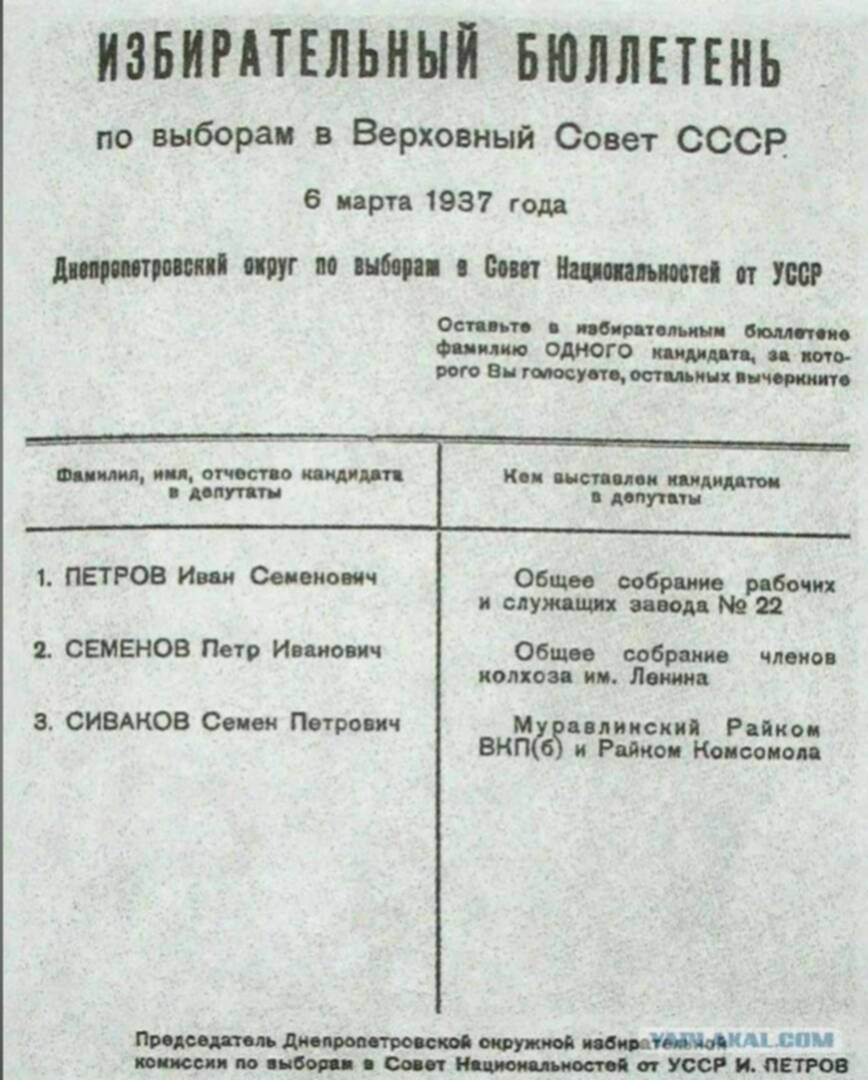 ИЗБИРАТЕЛЬНЫЙ БЮЛЛЕТЕНЬ
по выборам в Верховный Совет СССР
6 марта 1937 года
Днепропетровский округ по выборам в Совет Национальностей от УССР
Оставьте в избирательным бюллетене
фамилию ОДНОГО кандидата, за кото-
рого Вы голосуете, остальных вычеркните
Фамилия, имя, отчество кандидата
в депутаты
Кем выставлен кандидатом
в депутаты
1. ПЕТРОВ Иван Семенович
Общее собрание рабочих
и служащих завода № 22
2. СЕМЕНОВ Петр Иванович
Общее собрание членов
колхоза им. Ленина
3. СИВАКОВ Семен Петрович
Муравлинский Райком
ВКП(б) и Райком Комсомола
Председатель Днепропетровской окружной избирательной
комиссии по выборам в Совет Национальностей от УССР И. ПЕТРОВ
YAPLAKAL.COM